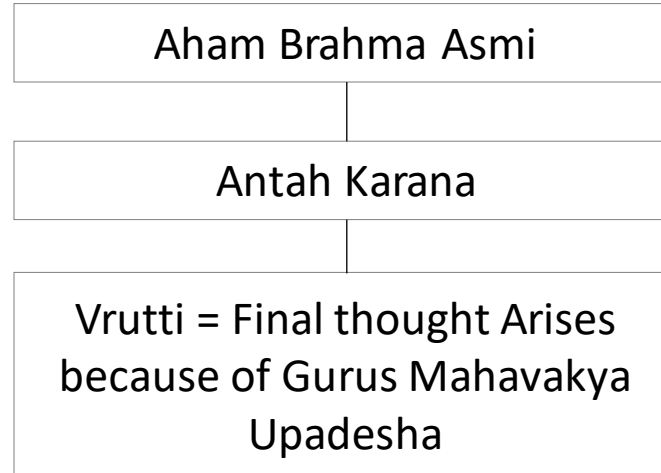 Aham Brahma Asmi
Antah Karana
Vrutti = Final thought Arises
because of Gurus Mahavakya
Upadesha